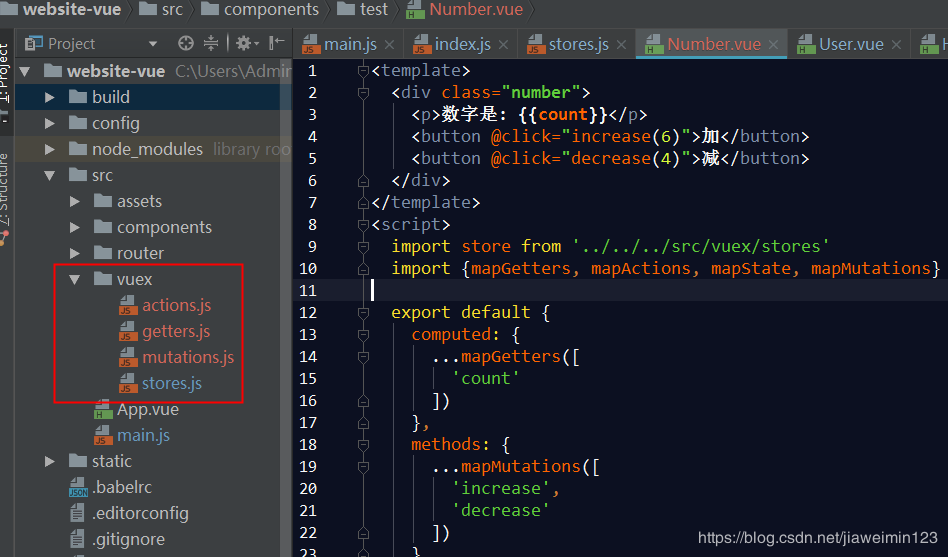 website-vue src components test Number.vue
Project
main.js index.js stores.js Number.vue User.vue H
1: Project
7: Structure
website-vue C:\Users\Admin
build
config
node_modules library roo
src
assets
components
router
vuex
actions.js
getters.js
mutations.js
stores.js
App.vue
main.js
static
.babelrc
.editorconfig
.gitignore
1 <template>
2 <div class="number">
3 <p>数字是: {{count}}</p>
4 <button @click="increase(6)">加</button>
5 <button @click="decrease(4)">减</button>
6 </div>
7 </template>
8 <script>
9 import store from '../../../src/vuex/stores'
10 import {mapGetters, mapActions, mapState, mapMutations}
11
12 export default {
13 computed: {
14 ...mapGetters([
15 'count'
16 ])
17 },
18 methods: {
19 ...mapMutations([
20 'increase',
21 'decrease'
22 ])
23 }
https://blog.csdn.net/jiaweimin123